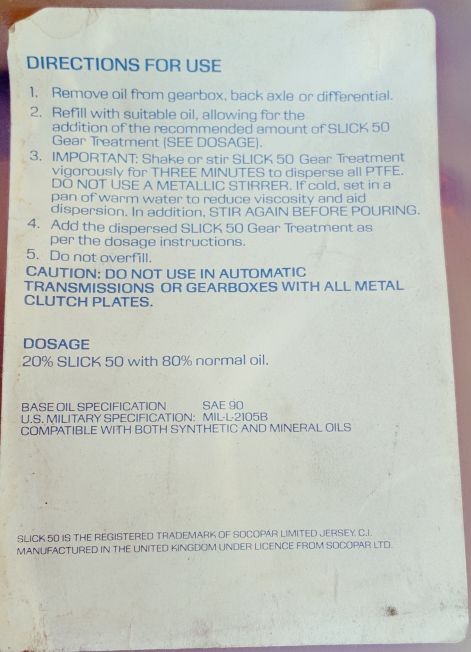 DIRECTIONS FOR USE
1. Remove oil from gearbox, back axle or differential.
2. Refill with suitable oil, allowing for the
addition of the recommended amount of SLICK 50
Gear Treatment (SEE DOSAGE).
3. IMPORTANT: Shake or stir SLICK 50 Gear Treatment
vigorously for THREE MINUTES to disperse all PTFE.
DO NOT USE A METALLIC STIRRER. If cold, set in a
pan of warm water to reduce viscosity and aid
dispersion. In addition, STIR AGAIN BEFORE POURING.
4. Add the dispersed SLICK 50 Gear Treatment as
per the dosage instructions.
5. Do not overfill.
CAUTION: DO NOT USE IN AUTOMATIC
TRANSMISSIONS OR GEARBOXES WITH ALL METAL
CLUTCH PLATES.
DOSAGE
20% SLICK 50 with 80% normal oil.
BASE OIL SPECIFICATION SAE 90
U.S. MILITARY SPECIFICATION: MIL-L-2105B
COMPATIBLE WITH BOTH SYNTHETIC AND MINERAL OILS
SLICK 50 IS THE REGISTERED TRADEMARK OF SOCOPAR LIMITED JERSEY, C.I.
MANUFACTURED IN THE UNITED KINGDOM UNDER LICENCE FROM SOCOPAR LTD.